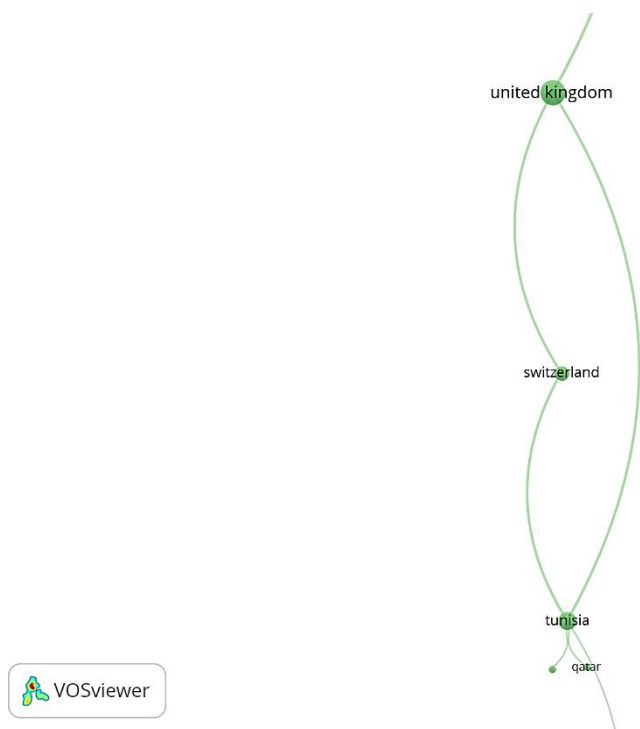 united kingdom
switzerland
tunisia
qatar
VOSviewer